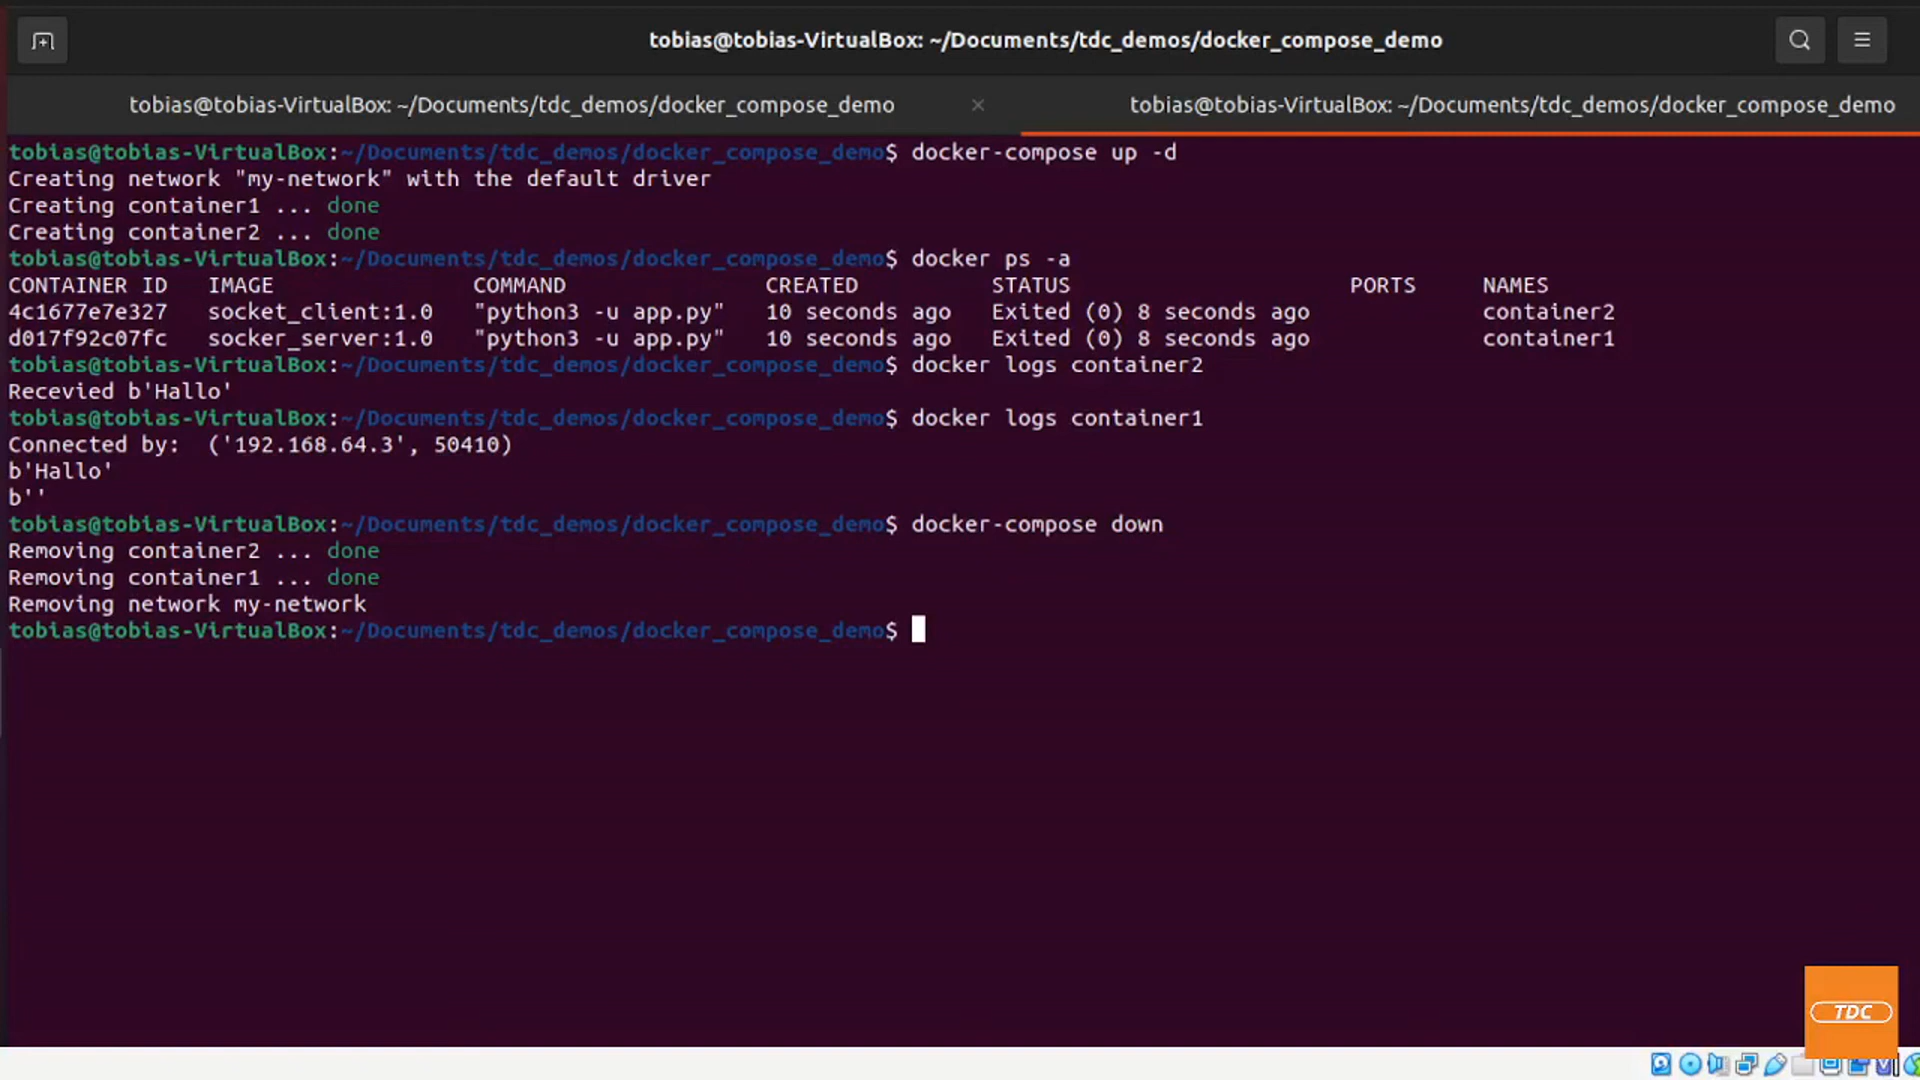 tobias@tobias-VirtualBox: ~/Documents/tdc_demos/docker_compose_demo
tobias@tobias-VirtualBox: ~/Documents/tdc_demos/docker_compose_demo
tobias@tobias-VirtualBox: ~/Documents/tdc_demos/docker_compose_demo
tobias@tobias-VirtualBox:~/Documents/tdc_demos/docker_compose_demo$ docker-compose up -d
Creating network "my-network" with the default driver
Creating container1 ... done
Creating container2 ... done
tobias@tobias-VirtualBox:~/Documents/tdc_demos/docker_compose_demo$ docker ps -a
CONTAINER ID   IMAGE               COMMAND               CREATED          STATUS                     PORTS     NAMES
4c1677e7e327   socket_client:1.0   "python3 -u app.py"   10 seconds ago   Exited (0) 8 seconds ago             container2
d017f92c07fc   socker_server:1.0   "python3 -u app.py"   10 seconds ago   Exited (0) 8 seconds ago             container1
tobias@tobias-VirtualBox:~/Documents/tdc_demos/docker_compose_demo$ docker logs container2
Recevied b'Hallo'
tobias@tobias-VirtualBox:~/Documents/tdc_demos/docker_compose_demo$ docker logs container1
Connected by:  ('192.168.64.3', 50410)
b'Hallo'
b''
tobias@tobias-VirtualBox:~/Documents/tdc_demos/docker_compose_demo$ docker-compose down
Removing container2 ... done
Removing container1 ... done
Removing network my-network
tobias@tobias-VirtualBox:~/Documents/tdc_demos/docker_compose_demo$
TDC